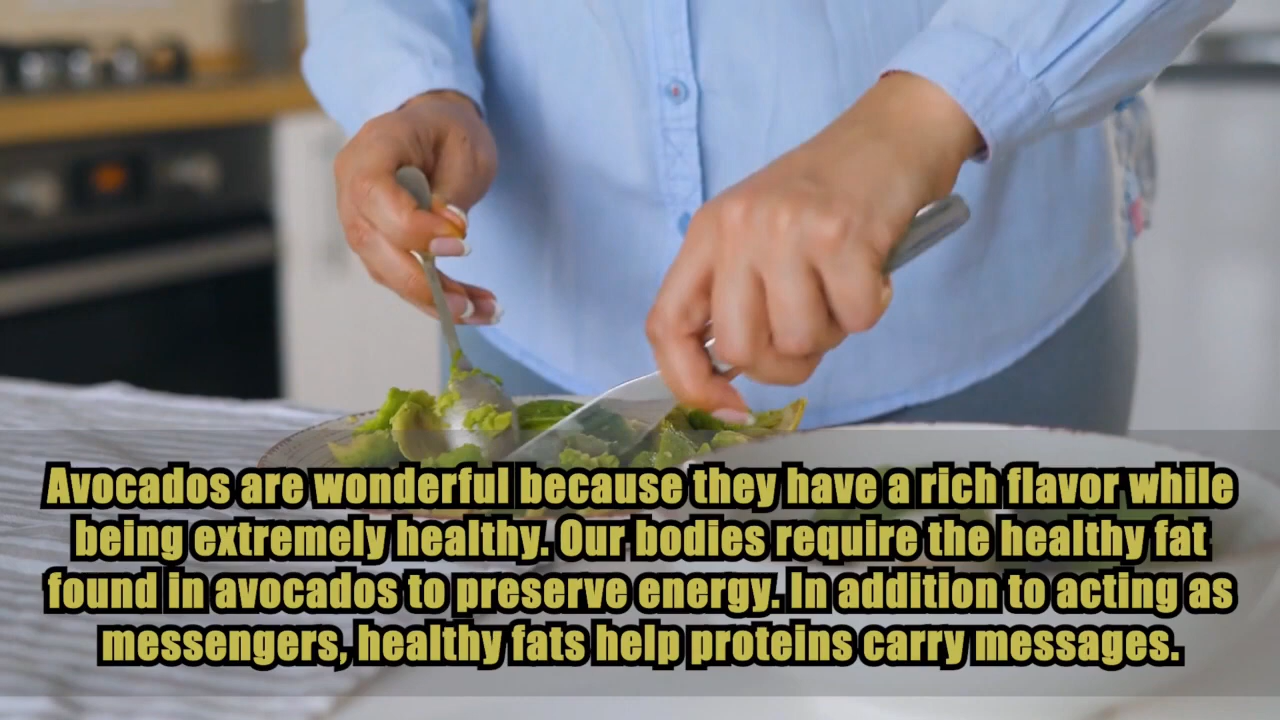 Avocados are wonderful because they have a rich flavor while
being extremely healthy. Our bodies require the healthy fat
found in avocados to preserve energy. In addition to acting as
messengers, healthy fats help proteins carry messages.